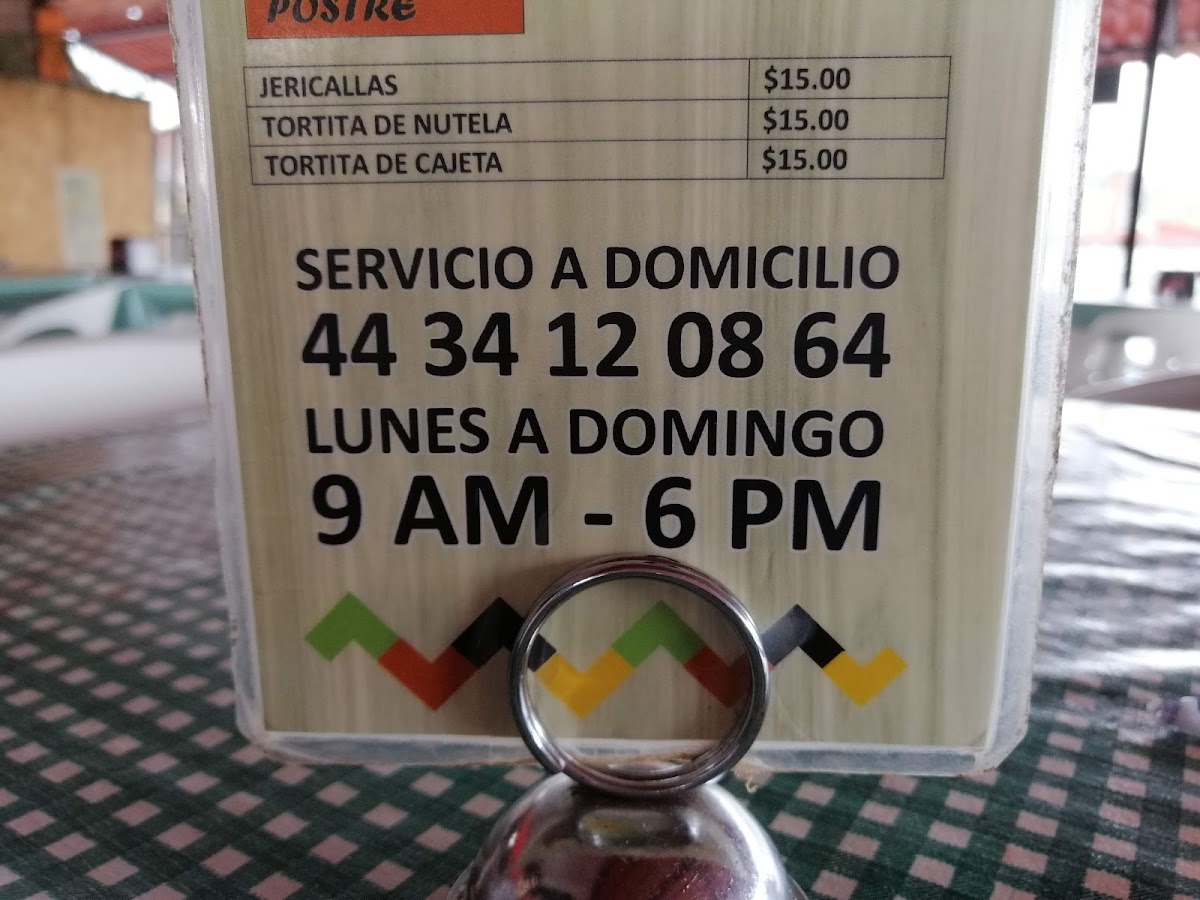 POSTRE
JERICALLAS $15.00
TORTITA DE NUTELA $15.00
TORTITA DE CAJETA $15.00
SERVICIO A DOMICILIO
44 34 12 08 64
LUNES A DOMINGO
9 AM - 6 PM